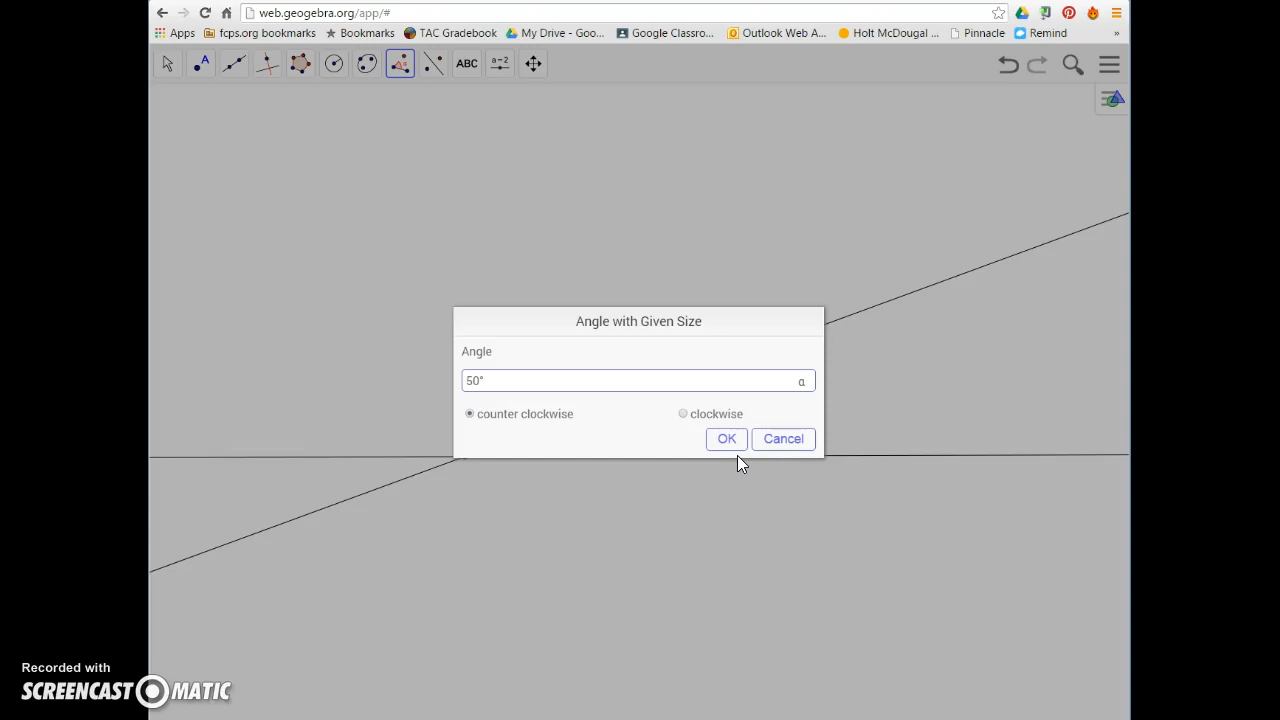 web.geogebra.org/app/#
Apps fcps.org bookmarks Bookmarks TAC Gradebook My Drive - Goo... Google Classro... Outlook Web A... Holt McDougal ... Pinnacle Remind »
A ABC a=2
Angle with Given Size
Angle
50° α
counter clockwise clockwise
OK Cancel
Recorded with
SCREENCAST MATIC